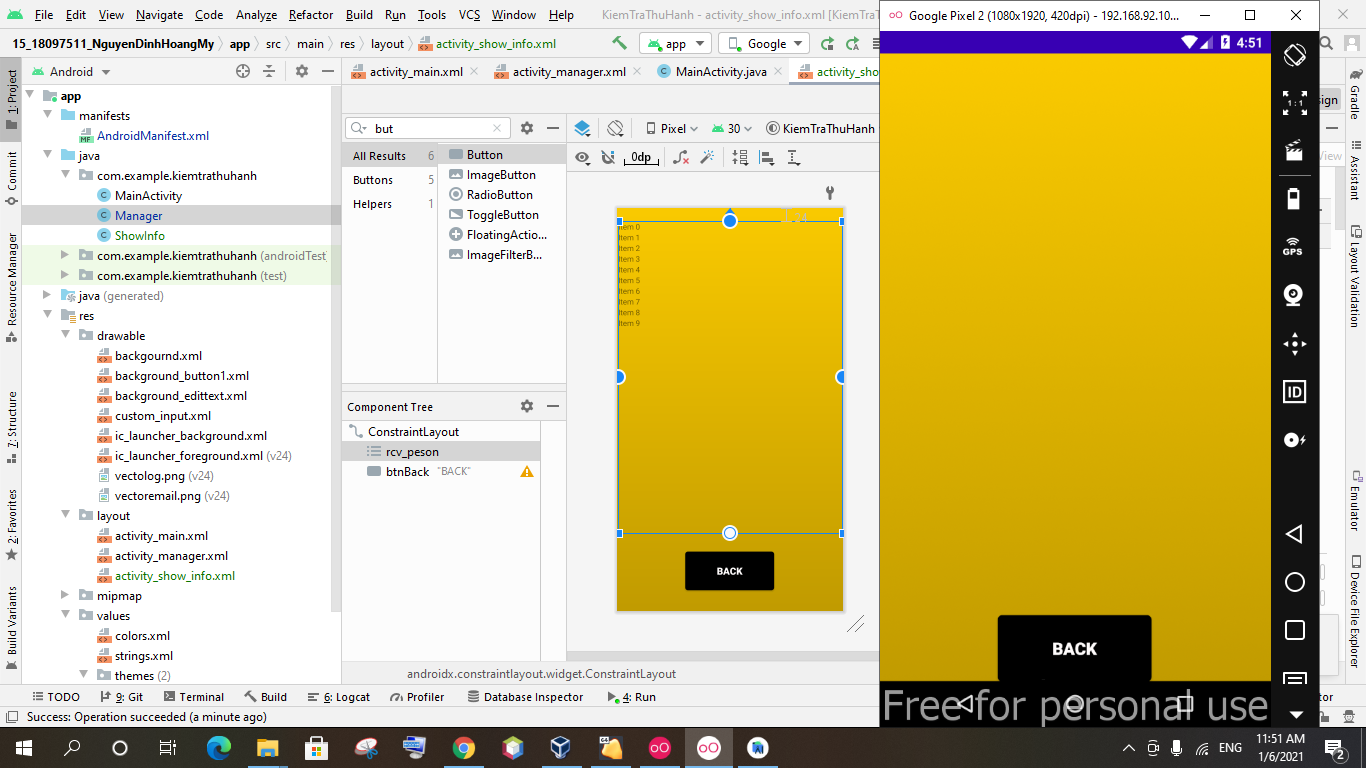 File Edit View Navigate Code Analyze Refactor Build Run Tools VCS Window Help KiemTraThuHanh - activity_show_info.xml [KiemTra
15_18097511_NguyenDinhHoangMy app src main res layout activity_show_info.xml app Google
Android
activity_main.xml activity_manager.xml MainActivity.java activity_sho
1: Project
Commit
Resource Manager
7: Structure
2: Favorites
Build Variants
app
manifests
AndroidManifest.xml
java
com.example.kiemtrathuhanh
MainActivity
Manager
ShowInfo
com.example.kiemtrathuhanh (androidTest
com.example.kiemtrathuhanh (test)
java (generated)
res
drawable
backgournd.xml
background_button1.xml
background_edittext.xml
custom_input.xml
ic_launcher_background.xml
ic_launcher_foreground.xml (v24)
vectolog.png (v24)
vectoremail.png (v24)
layout
activity_main.xml
activity_manager.xml
activity_show_info.xml
mipmap
values
colors.xml
strings.xml
themes (2)
but
All Results 6
Buttons 5
Helpers 1
Button
ImageButton
RadioButton
ToggleButton
FloatingActio...
ImageFilterB...
Component Tree
ConstraintLayout
rcv_peson
btnBack "BACK"
Pixel 30 KiemTraThuHanh
0dp
Item 0
Item 1
Item 2
Item 3
Item 4
Item 5
Item 6
Item 7
Item 8
Item 9
BACK
androidx.constraintlayout.widget.ConstraintLayout
Google Pixel 2 (1080x1920, 420dpi) - 192.168.92.10...
4:51
BACK
Free for personal use
1 : 1
GPS
ID
sign
View
Gradle
Assistant
Layout Validation
Emulator
Device File Explorer
TODO 9: Git Terminal Build 6: Logcat Profiler Database Inspector 4: Run tor
Success: Operation succeeded (a minute ago)
ENG 11:51 AM
1/6/2021
2